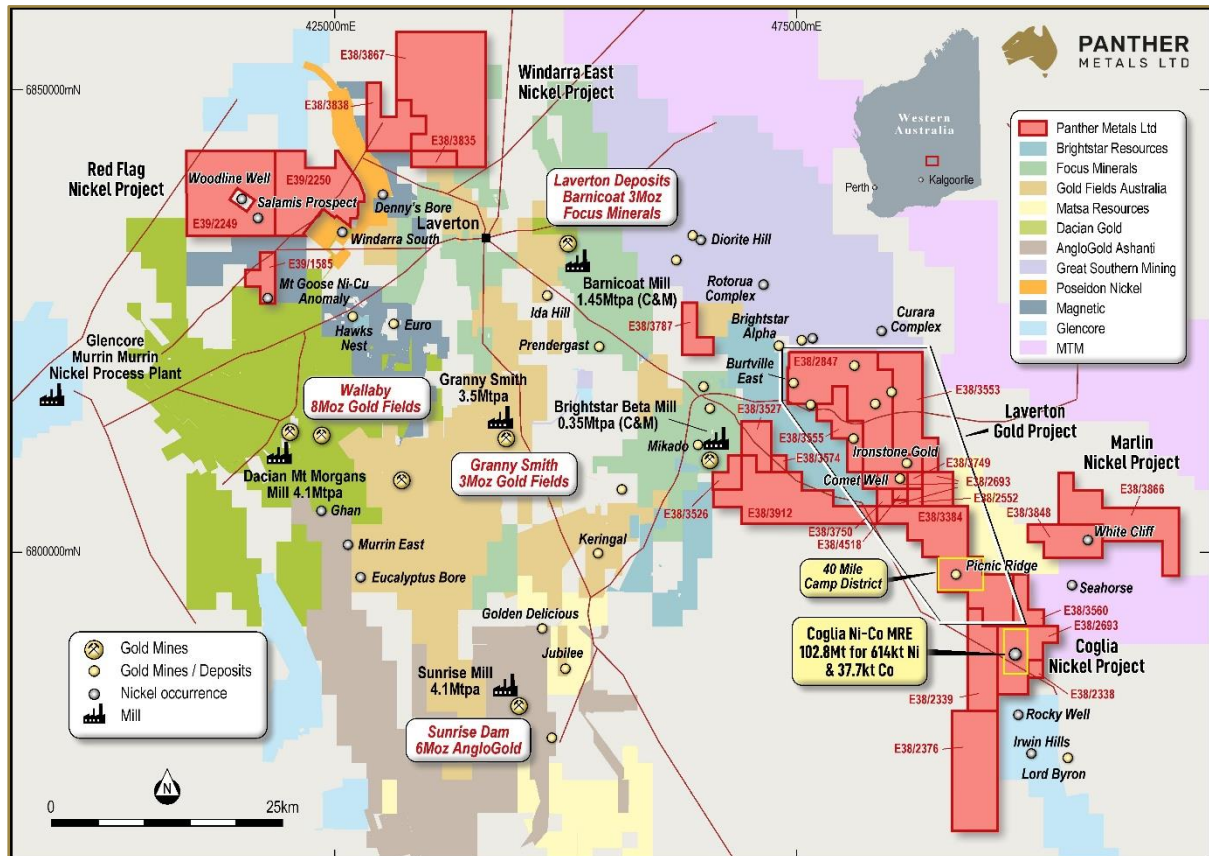 425000mE
475000mE
6850000mN
6800000mN
PANTHER
METALS LTD
Western
Australia
Perth
Kalgoorlie
Panther Metals Ltd
Brightstar Resources
Focus Minerals
Gold Fields Australia
Matsa Resources
Dacian Gold
AngloGold Ashanti
Great Southern Mining
Poseidon Nickel
Magnetic
Glencore
MTM
E38/3867
Windarra East
Nickel Project
E38/3838
E38/3835
Red Flag
Nickel Project
Woodline Well
E39/2250
Salamis Prospect
E39/2249
Denny's Bore
Laverton
Windarra South
Laverton Deposits
Barnicoat 3Moz
Focus Minerals
E39/1585
Mt Goose Ni-Cu
Anomaly
Barnicoat Mill
1.45Mtpa (C&M)
Diorite Hill
Rotorua
Complex
Ida Hill
E38/3787
Curara
Complex
Hawks
Nest
Euro
Prendergast
Brightstar
Alpha
Burtville
East
E38/2847
E38/3553
Glencore
Murrin Murrin
Nickel Process Plant
Wallaby
8Moz Gold Fields
Granny Smith
3.5Mtpa
Brightstar Beta Mill
0.35Mtpa (C&M)
E38/3527
Laverton
Gold Project
Mikado
E38/3555
E38/3574
Ironstone Gold
Marlin
Nickel Project
Dacian Mt Morgans
Mill 4.1Mtpa
Granny Smith
3Moz Gold Fields
Comet Well
E38/3749
E38/2693
E38/2552
E38/3866
Ghan
E38/3526
E38/3912
E38/3750
E38/4518
E38/3384
E38/3848
White Cliff
Murrin East
Keringal
40 Mile
Camp District
Picnic Ridge
Eucalyptus Bore
Seahorse
Golden Delicious
E38/3560
E38/2693
Coglia Ni-Co MRE
102.8Mt for 614kt Ni
& 37.7kt Co
Coglia
Nickel Project
Jubilee
Sunrise Mill
4.1Mtpa
E38/2339
E38/2338
Sunrise Dam
6Moz AngloGold
Rocky Well
E38/2376
Irwin Hills
Lord Byron
Gold Mines
Gold Mines / Deposits
Nickel occurrence
Mill
N
0
25km